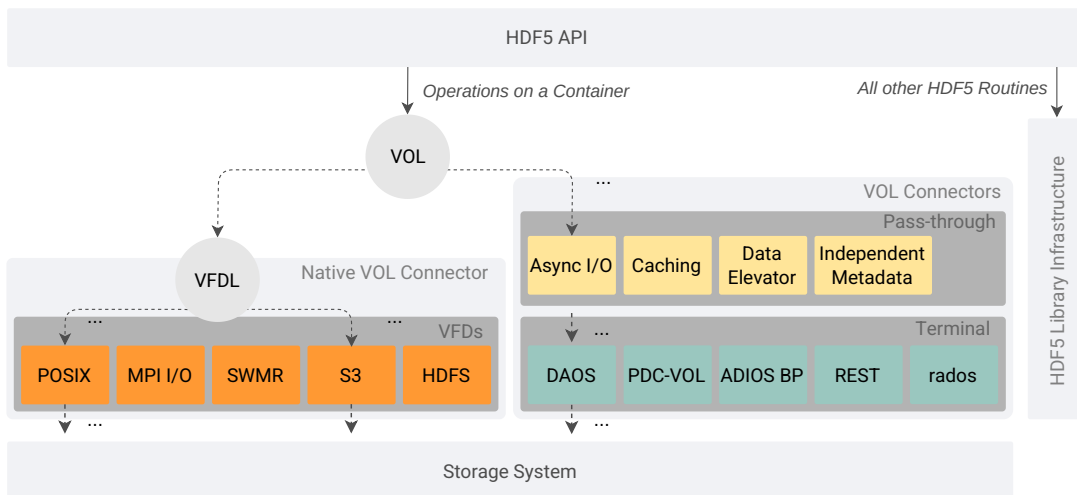 HDF5 API
Operations on a Container
All other HDF5 Routines
VOL
...
VOL Connectors
Pass-through
Async I/O
Caching
Data
Elevator
Independent
Metadata
HDF5 Library Infrastructure
VFDL
Native VOL Connector
...
...
VFDs
POSIX
MPI I/O
SWMR
S3
HDFS
...
Terminal
DAOS
PDC-VOL
ADIOS BP
REST
rados
...
...
Storage System